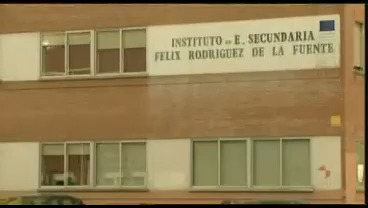 INSTITUTO DE E. SECUNDARIA
FELIX RODRIGUEZ DE LA FUENTE